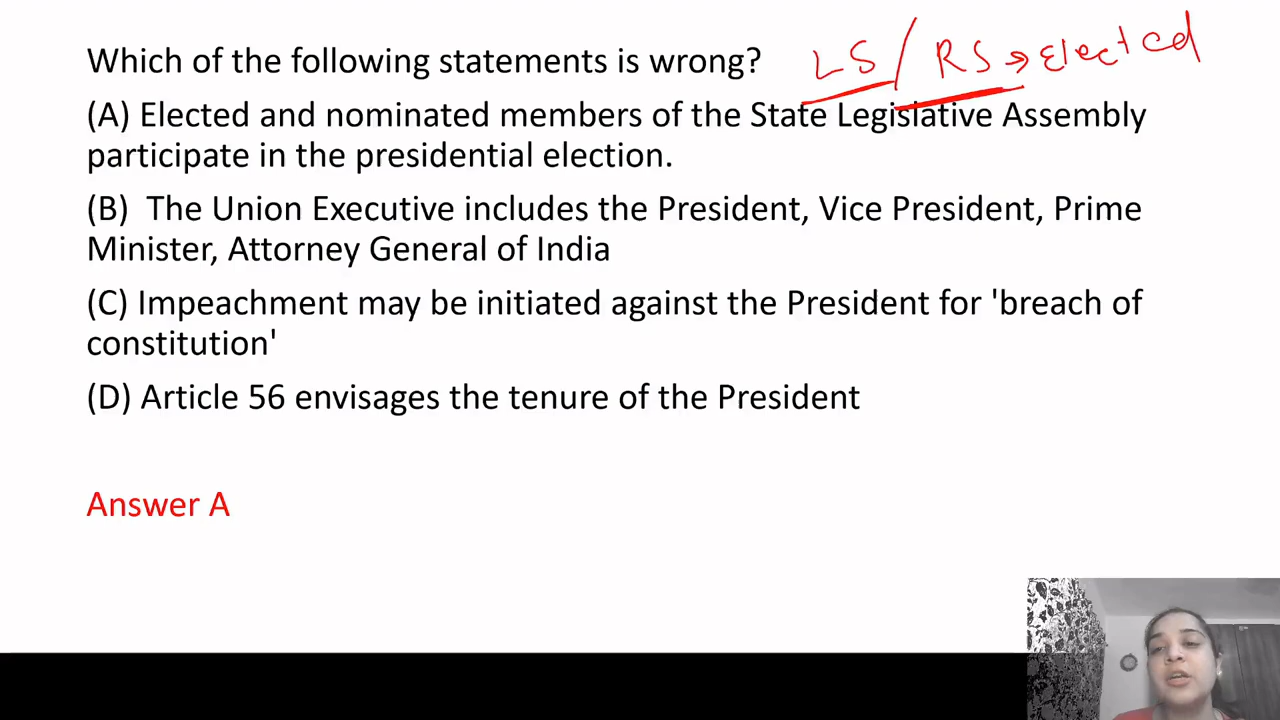 Which of the following statements is wrong? LS / RS → Elected
(A) Elected and nominated members of the State Legislative Assembly
participate in the presidential election.
(B) The Union Executive includes the President, Vice President, Prime
Minister, Attorney General of India
(C) Impeachment may be initiated against the President for 'breach of
constitution'
(D) Article 56 envisages the tenure of the President
Answer A